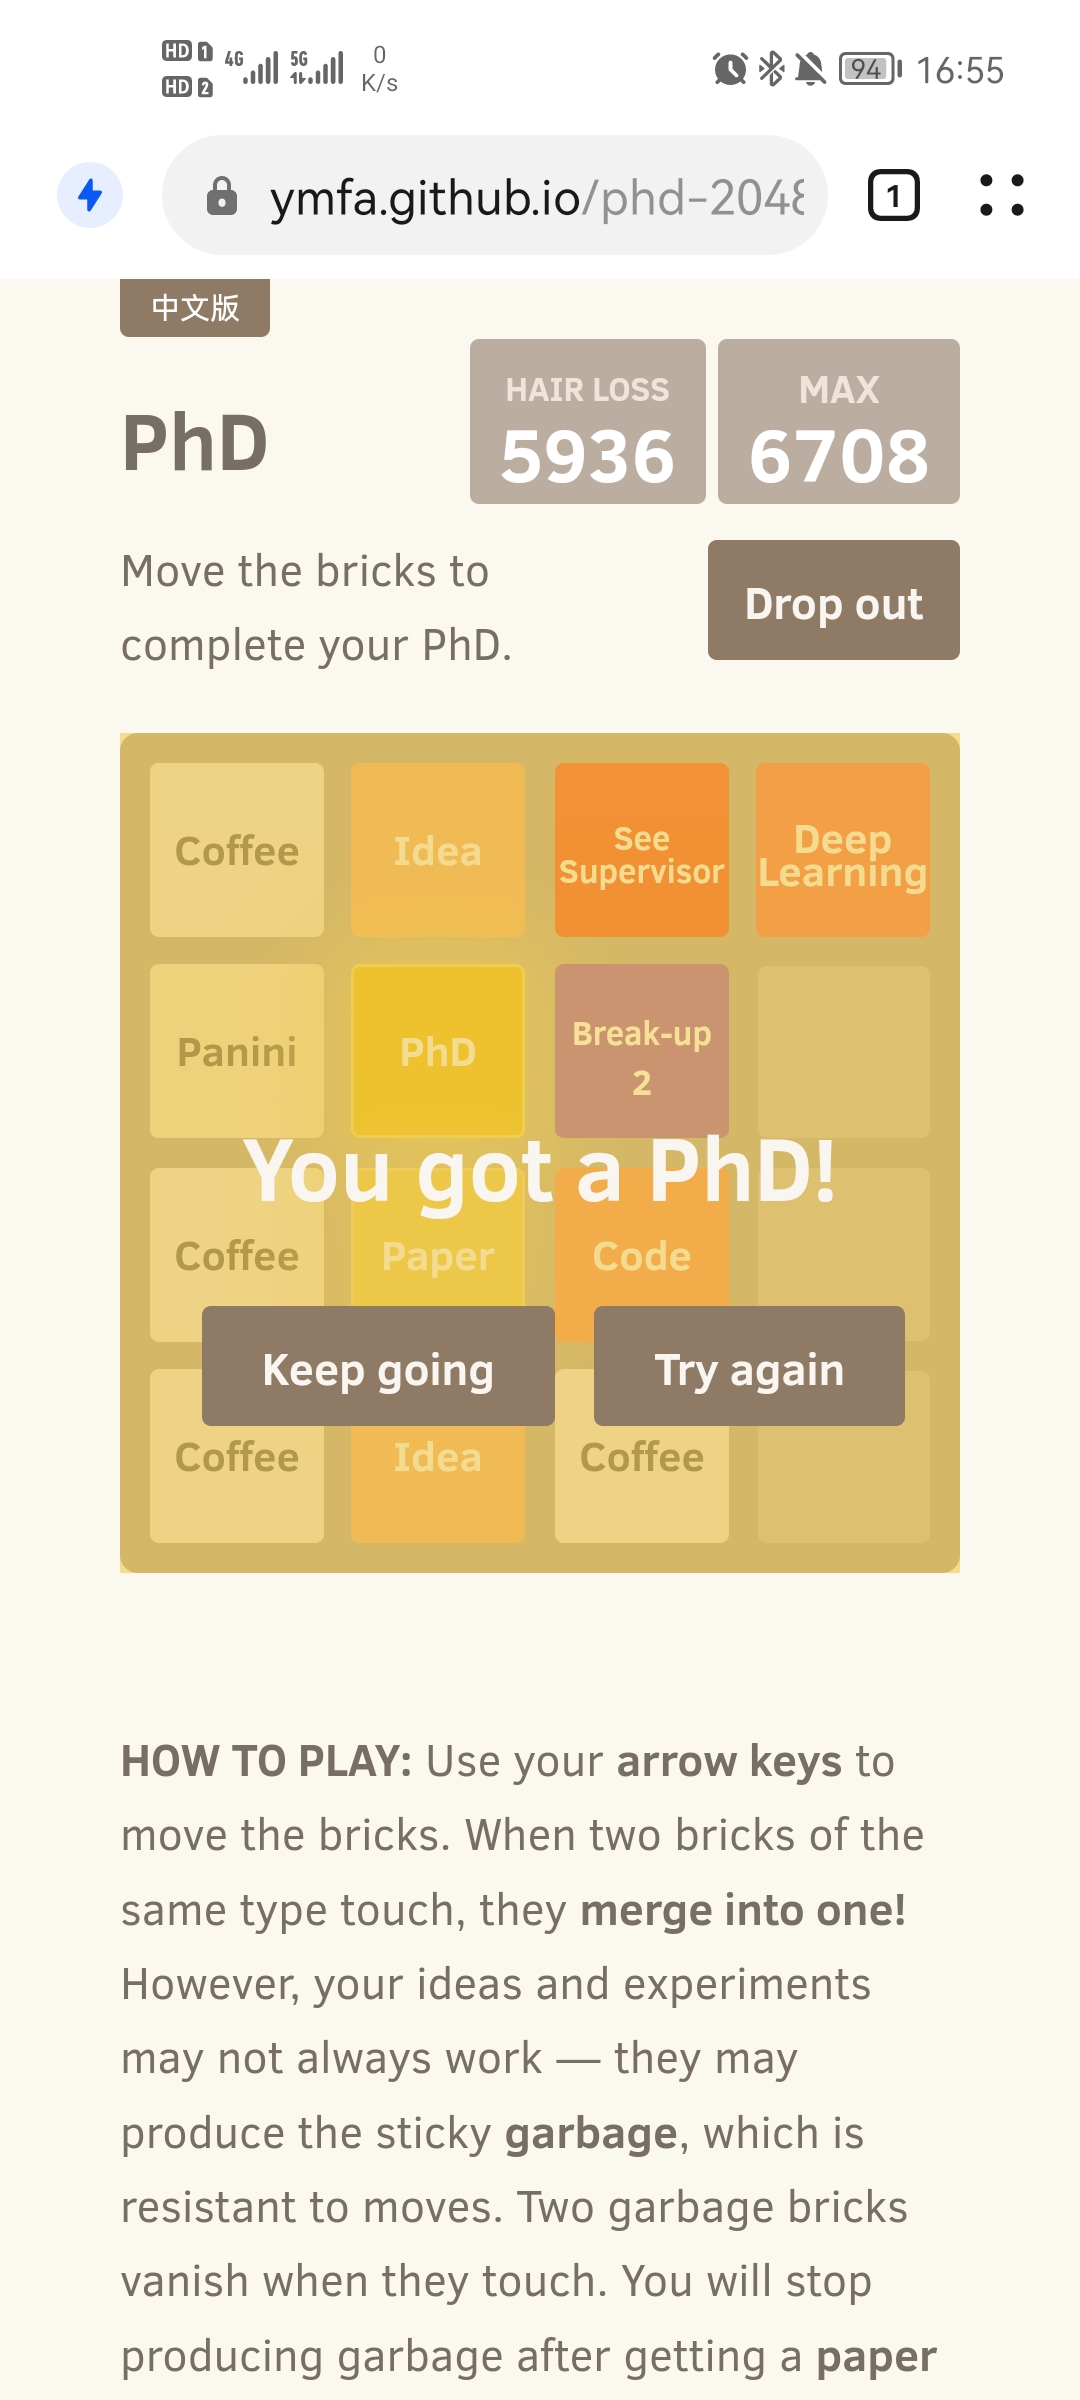 HD 1 4G 5G 0 94 16:55
HD 2 K/s
ymfa.github.io/phd-2048 1
中文版
HAIR LOSS MAX
PhD 5936 6708
Move the bricks to
complete your PhD.
Drop out
Coffee Idea See Supervisor Deep Learning
Panini PhD Break-up 2
You got a PhD!
Coffee Paper Code
Keep going Try again
Coffee Idea Coffee
HOW TO PLAY: Use your arrow keys to
move the bricks. When two bricks of the
same type touch, they merge into one!
However, your ideas and experiments
may not always work — they may
produce the sticky garbage, which is
resistant to moves. Two garbage bricks
vanish when they touch. You will stop
producing garbage after getting a paper